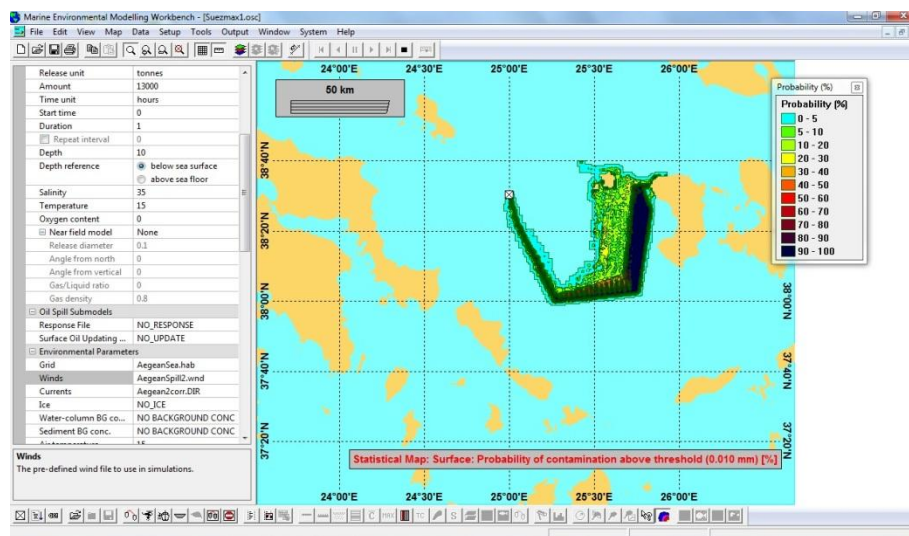 Marine Environmental Modelling Workbench - [Suezmax1.osc]
File Edit View Map Data Setup Tools Output Window System Help
Release unit tonnes
Amount 13000
Time unit hours
Start time 0
Duration 1
Repeat interval 0
Depth 10
Depth reference below sea surface
above sea floor
Salinity 35
Temperature 15
Oxygen content 0
Near field model None
Release diameter 0.1
Angle from north 0
Angle from vertical 0
Gas/Liquid ratio 0
Gas density 0.8
Oil Spill Submodels
Response File NO_RESPONSE
Surface Oil Updating ... NO_UPDATE
Environmental Parameters
Grid AegeanSea.hab
Winds AegeanSpill2.wnd
Currents Aegean2corr.DIR
Ice NO_ICE
Water-column BG co... NO BACKGROUND CONC
Sediment BG conc. NO BACKGROUND CONC
Winds
The pre-defined wind file to use in simulations.
24°00'E 24°30'E 25°00'E 25°30'E 26°00'E
50 km
38°40'N
38°20'N
38°00'N
37°40'N
37°20'N
38°00'N
37°40'N
37°20'N
Probability (%)
Probability (%)
0 - 5
5 - 10
10 - 20
20 - 30
30 - 40
40 - 50
50 - 60
60 - 70
70 - 80
80 - 90
90 - 100
Statistical Map: Surface: Probability of contamination above threshold (0.010 mm) [%]
24°00'E 24°30'E 25°00'E 25°30'E 26°00'E